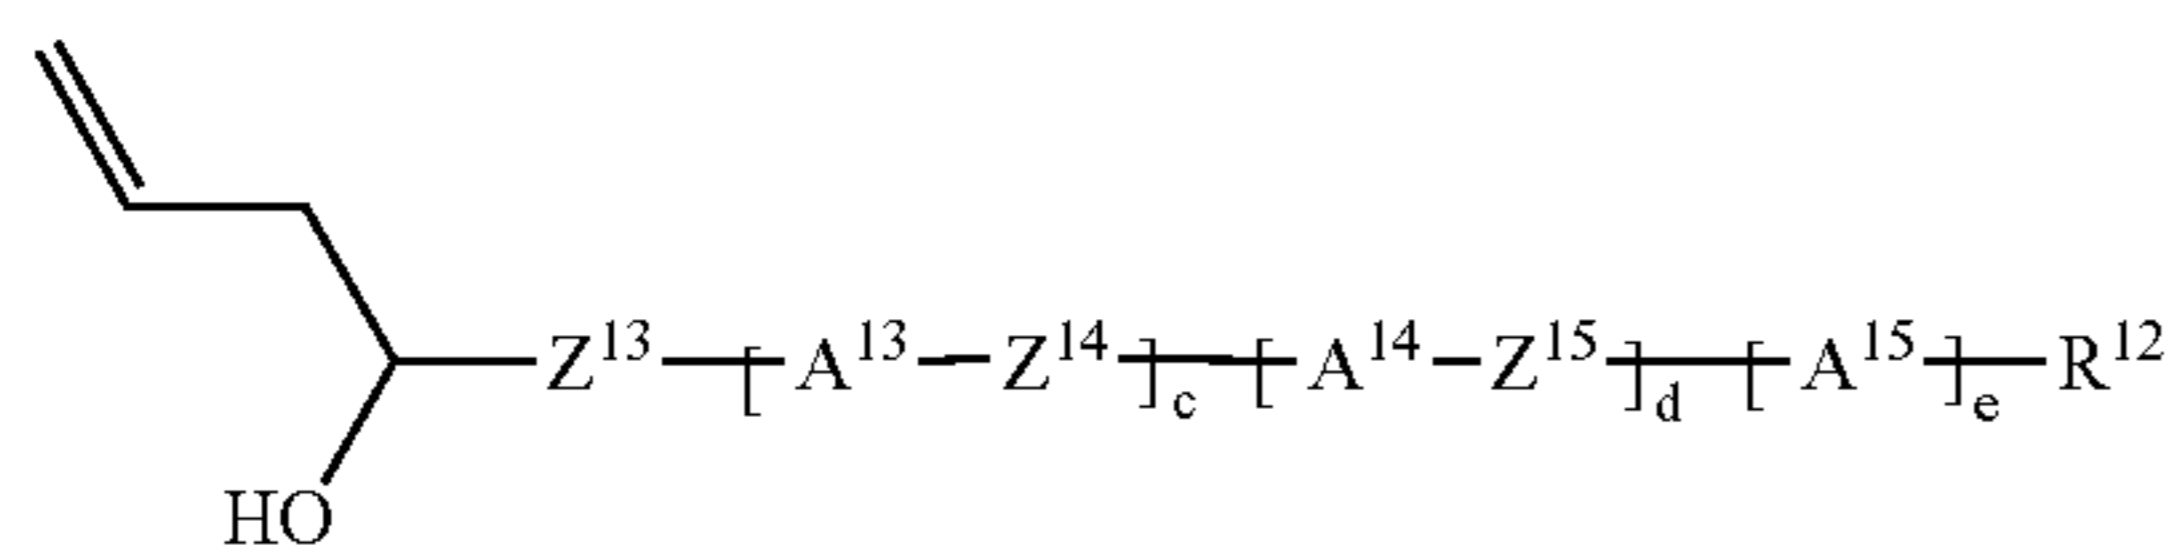 Z¹³ [ A¹³ Z¹⁴ ]c [ A¹⁴ Z¹⁵ ]d [ A¹⁵ ]e R¹²
HO